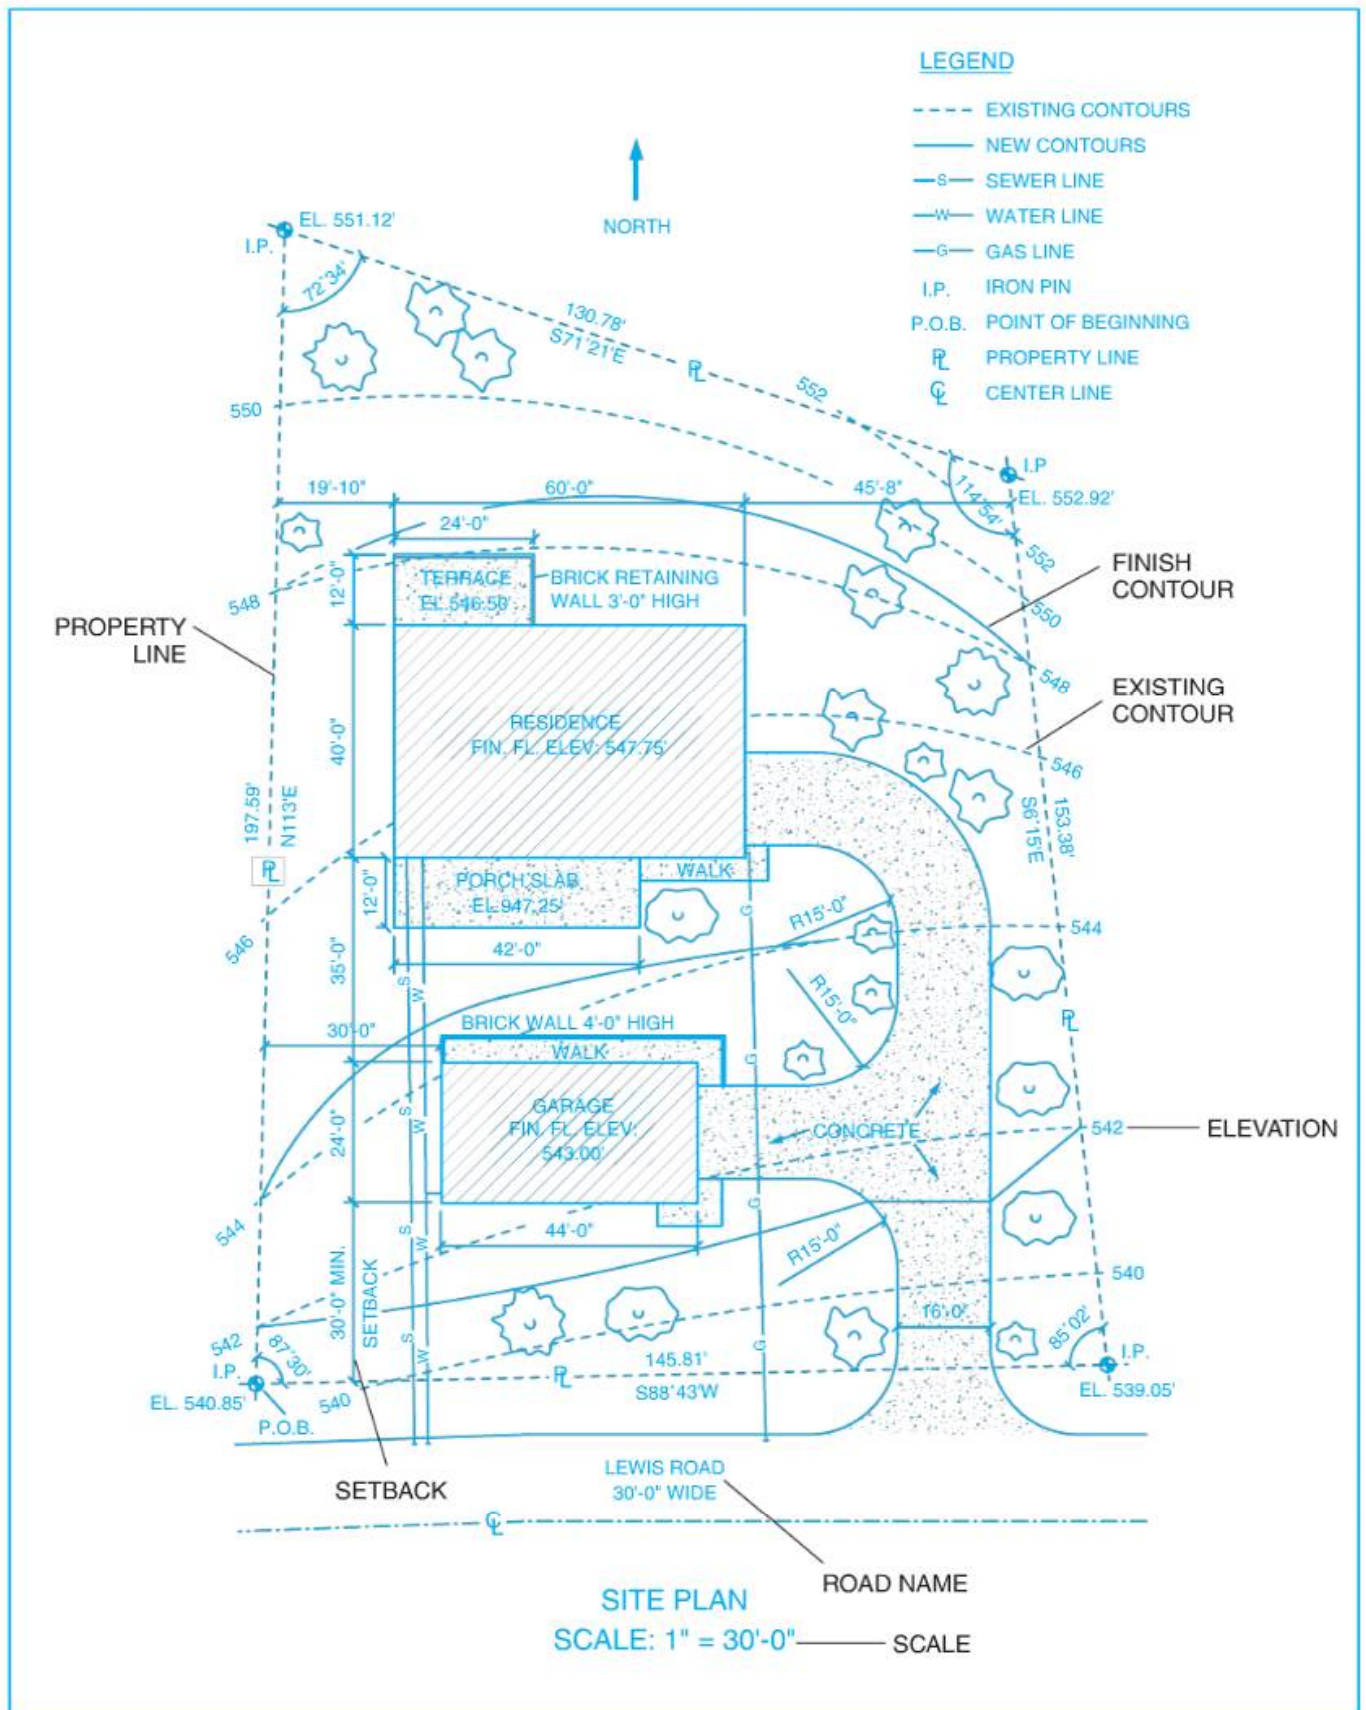 LEGEND
EXISTING CONTOURS
NEW CONTOURS
S SEWER LINE
W WATER LINE
G GAS LINE
I.P. IRON PIN
P.O.B. POINT OF BEGINNING
PL PROPERTY LINE
CL CENTER LINE
NORTH
EL. 551.12'
I.P.
72°34'
130.78'
S71°21'E
PL
552
550
I.P
EL. 552.92'
114°54'
19'-10"
60'-0"
45'-8"
24'-0"
552
FINISH
CONTOUR
12'-0"
TERRACE
EL.546.50'
BRICK RETAINING
WALL 3'-0" HIGH
548
550
PROPERTY
LINE
548
EXISTING
CONTOUR
40'-0"
RESIDENCE
FIN. FL. ELEV: 547.75'
546
197.59'
N113'E
S6°15'E
153.38'
PL
12'-0"
PORCH SLAB
EL.947.25'
WALK
G
R15'-0"
544
546
35'-0"
42'-0"
S
W
R15'-0"
PL
30'-0"
BRICK WALL 4'-0" HIGH
WALK
G
24'-0"
S
W
GARAGE
FIN. FL. ELEV:
543.00'
CONCRETE
542
ELEVATION
544
44'-0"
S
W
G
R15'-0"
540
30'-0" MIN.
SETBACK
16'-0"
542
87°30'
S
W
G
85°02'
I.P.
EL. 540.85'
P.O.B.
540
145.81'
PL
S88°43'W
I.P.
EL. 539.05'
SETBACK
LEWIS ROAD
30'-0" WIDE
CL
ROAD NAME
SITE PLAN
SCALE: 1" = 30'-0"
SCALE